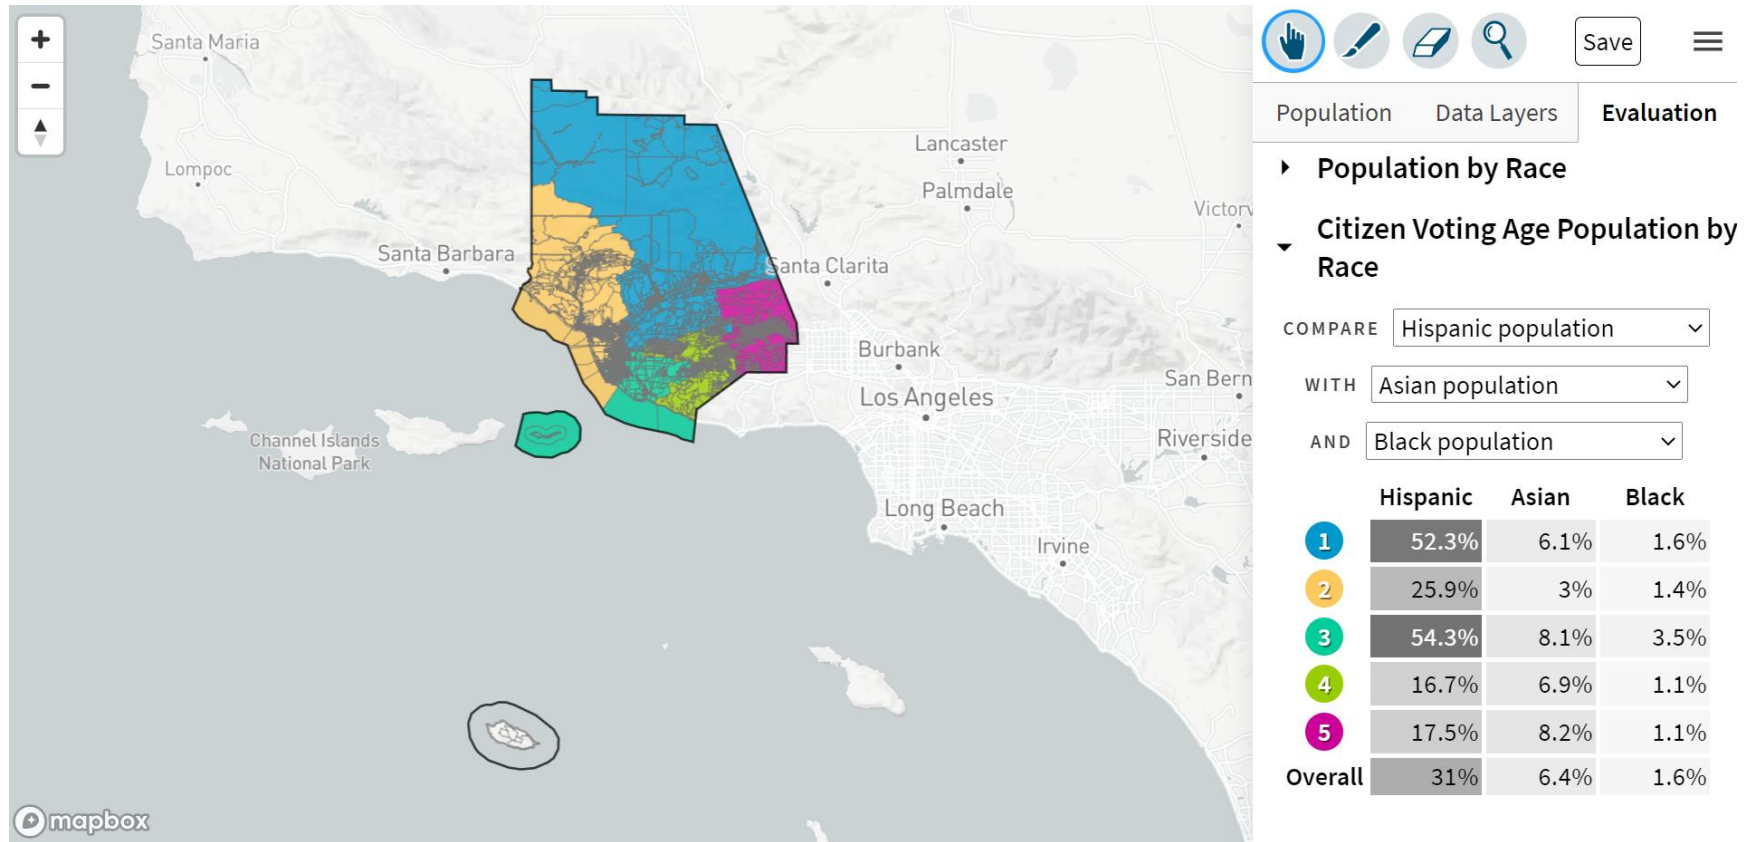 Santa Maria
Lompoc
Santa Barbara
Channel Islands
National Park
Lancaster
Palmdale
Victorv
Santa Clarita
Burbank
Los Angeles
San Bern
Riverside
Long Beach
Irvine
mapbox
Save
Population Data Layers Evaluation
Population by Race
Citizen Voting Age Population by
Race
COMPARE Hispanic population
WITH Asian population
AND Black population
Hispanic Asian Black
1 52.3% 6.1% 1.6%
2 25.9% 3% 1.4%
3 54.3% 8.1% 3.5%
4 16.7% 6.9% 1.1%
5 17.5% 8.2% 1.1%
Overall 31% 6.4% 1.6%